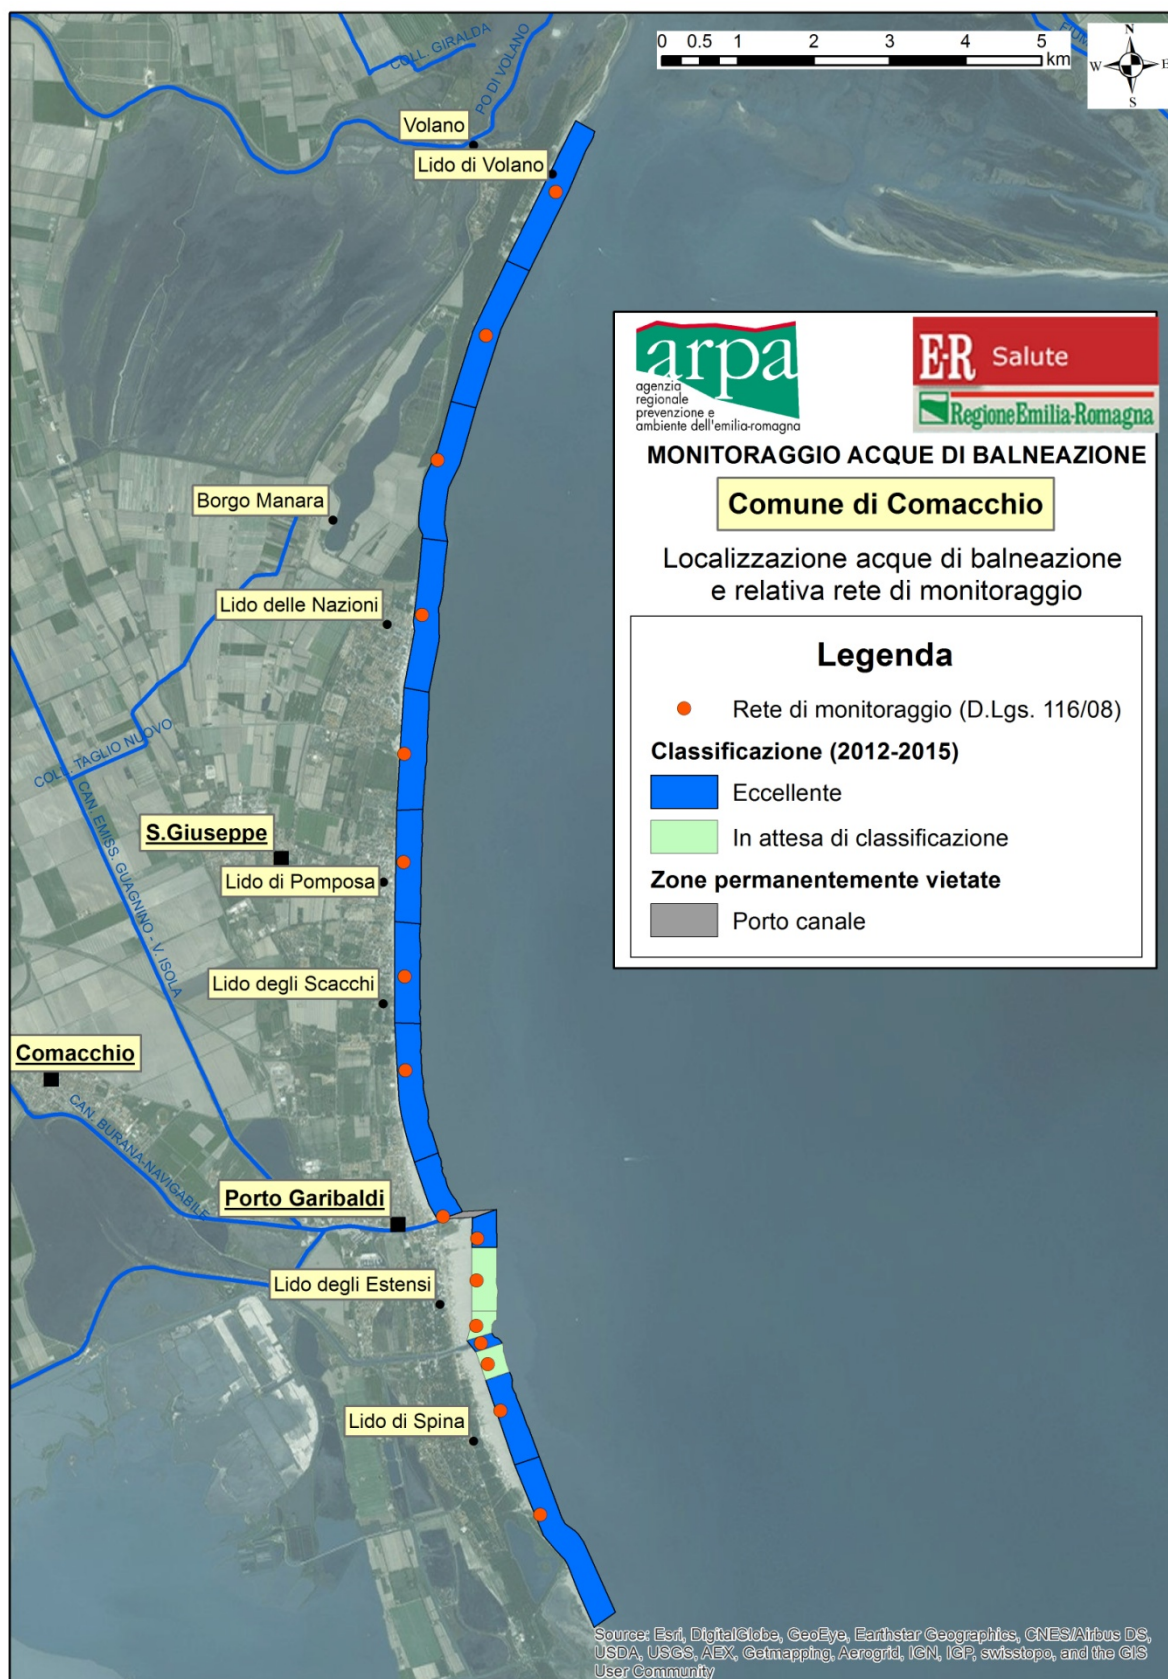 COLL. GIRALDA
PO DI VOLANO
FIUM
0 0.5 1 2 3 4 5
km
N
W E
S
Volano
Lido di Volano
arpa
agenzia
regionale
prevenzione e
ambiente dell'emilia-romagna
E-R Salute
RegioneEmilia-Romagna
MONITORAGGIO ACQUE DI BALNEAZIONE
Comune di Comacchio
Localizzazione acque di balneazione
e relativa rete di monitoraggio
Legenda
Rete di monitoraggio (D.Lgs. 116/08)
Classificazione (2012-2015)
Eccellente
In attesa di classificazione
Zone permanentemente vietate
Porto canale
Borgo Manara
Lido delle Nazioni
COLL. TAGLIO NUOVO
CAN. EMISS. GUAGNINO - V. ISOLA
S.Giuseppe
Lido di Pomposa
Lido degli Scacchi
Comacchio
CAN. BURANA-NAVIGABILE
Porto Garibaldi
Lido degli Estensi
Lido di Spina
Source: Esri, DigitalGlobe, GeoEye, Earthstar Geographics, CNES/Airbus DS,
USDA, USGS, AEX, Getmapping, Aerogrid, IGN, IGP, swisstopo, and the GIS
User Community